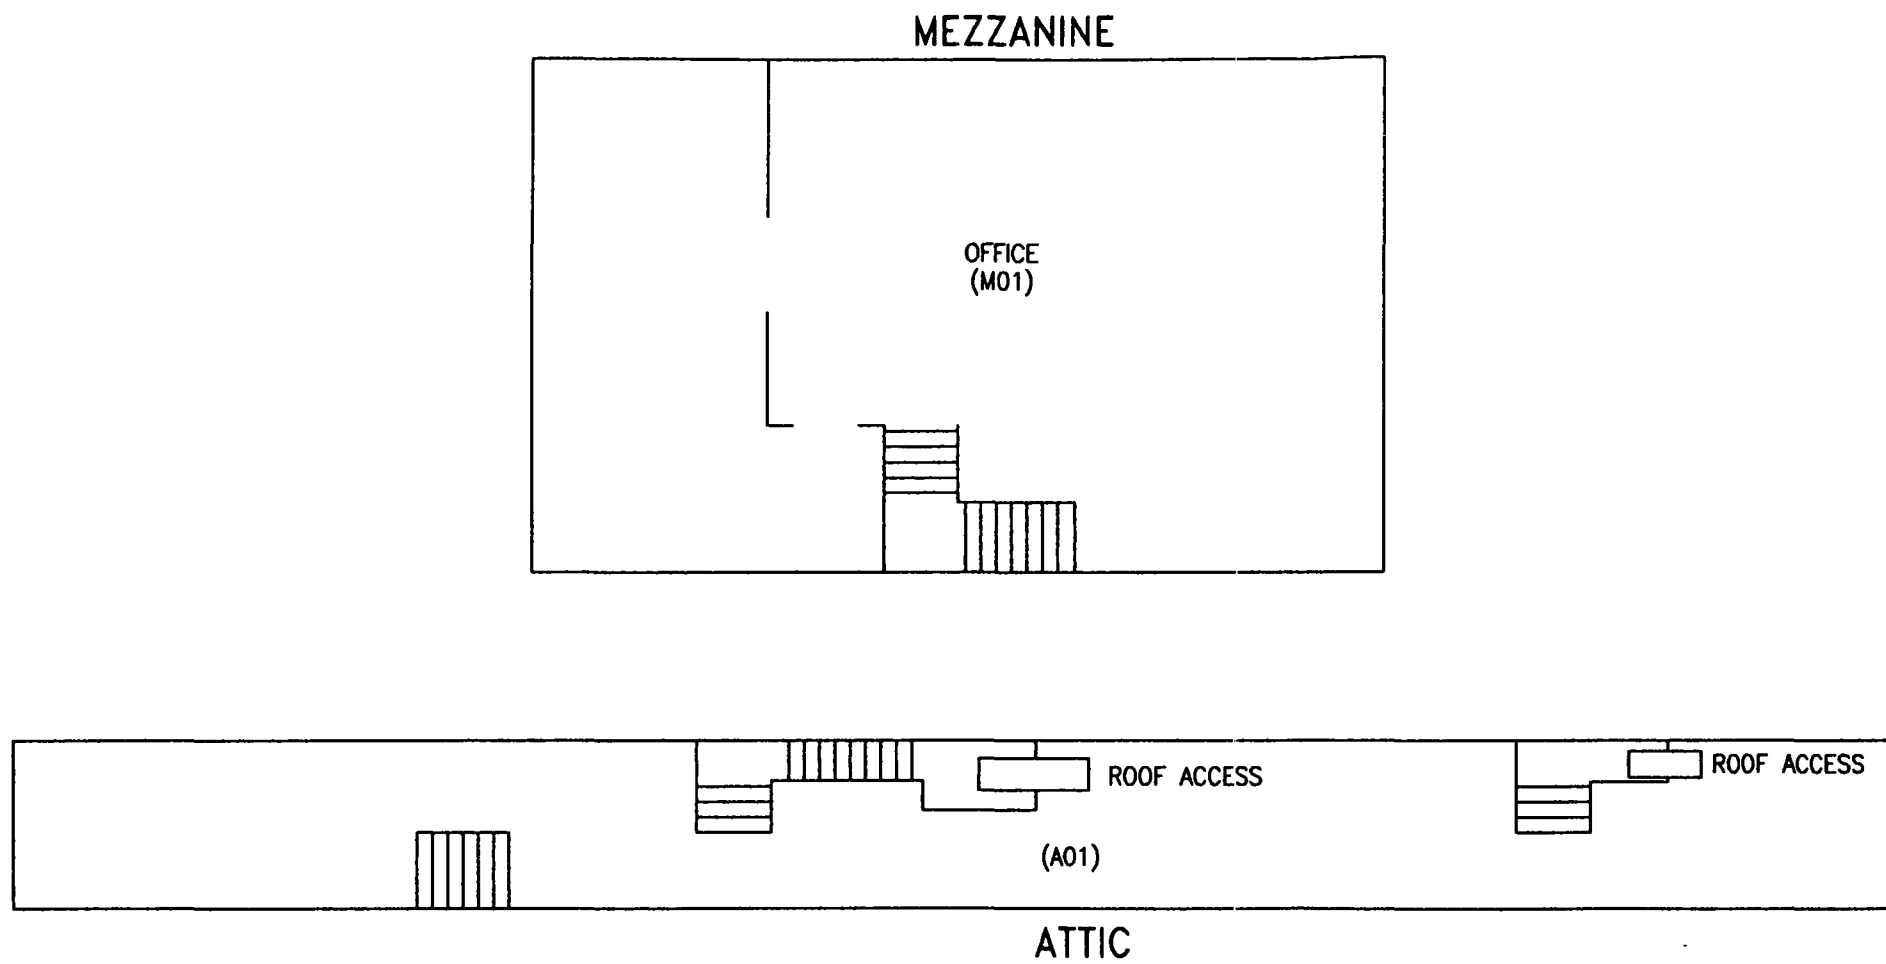 MEZZANINE
OFFICE
(M01)
ROOF ACCESS
ROOF ACCESS
(A01)
ATTIC